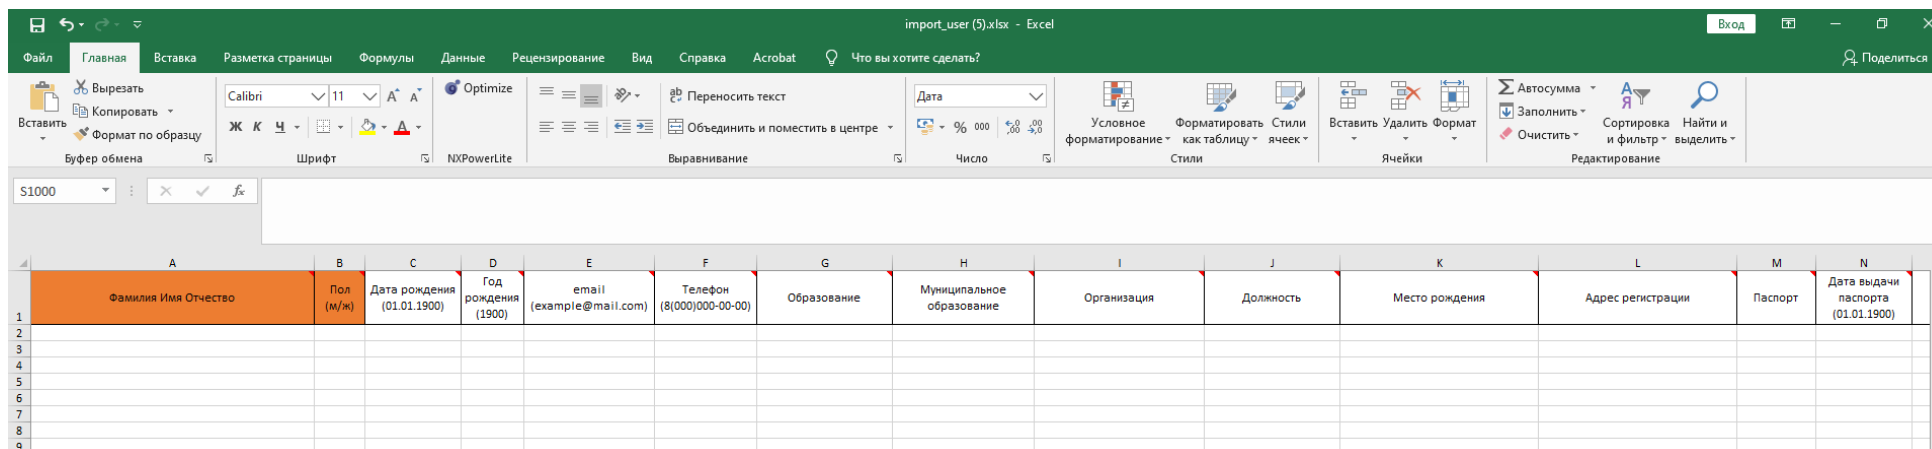 import_user (5).xlsx - Excel
Вход
Файл Главная Вставка Разметка страницы Формулы Данные Рецензирование Вид Справка Acrobat Что вы хотите сделать? Поделиться
Вставить
Вырезать
Копировать
Формат по образцу
Буфер обмена
Calibri 11
Ж К Ч
Шрифт
Optimize
NXPowerLite
Переносить текст
Объединить и поместить в центре
Выравнивание
Дата
% 000
Число
Условное форматирование
Форматировать как таблицу
Стили ячеек
Стили
Вставить Удалить Формат
Ячейки
Автосумма
Заполнить
Очистить
Сортировка и фильтр
Найти и выделить
Редактирование
S1000
fx
A B C D E F G H I J K L M N
1
Фамилия Имя Отчество
Пол
(м/ж)
Дата рождения
(01.01.1900)
Год
рождения
(1900)
email
(example@mail.com)
Телефон
(8(000)000-00-00)
Образование
Муниципальное
образование
Организация
Должность
Место рождения
Адрес регистрации
Паспорт
Дата выдачи
паспорта
(01.01.1900)
2
3
4
5
6
7
8
9